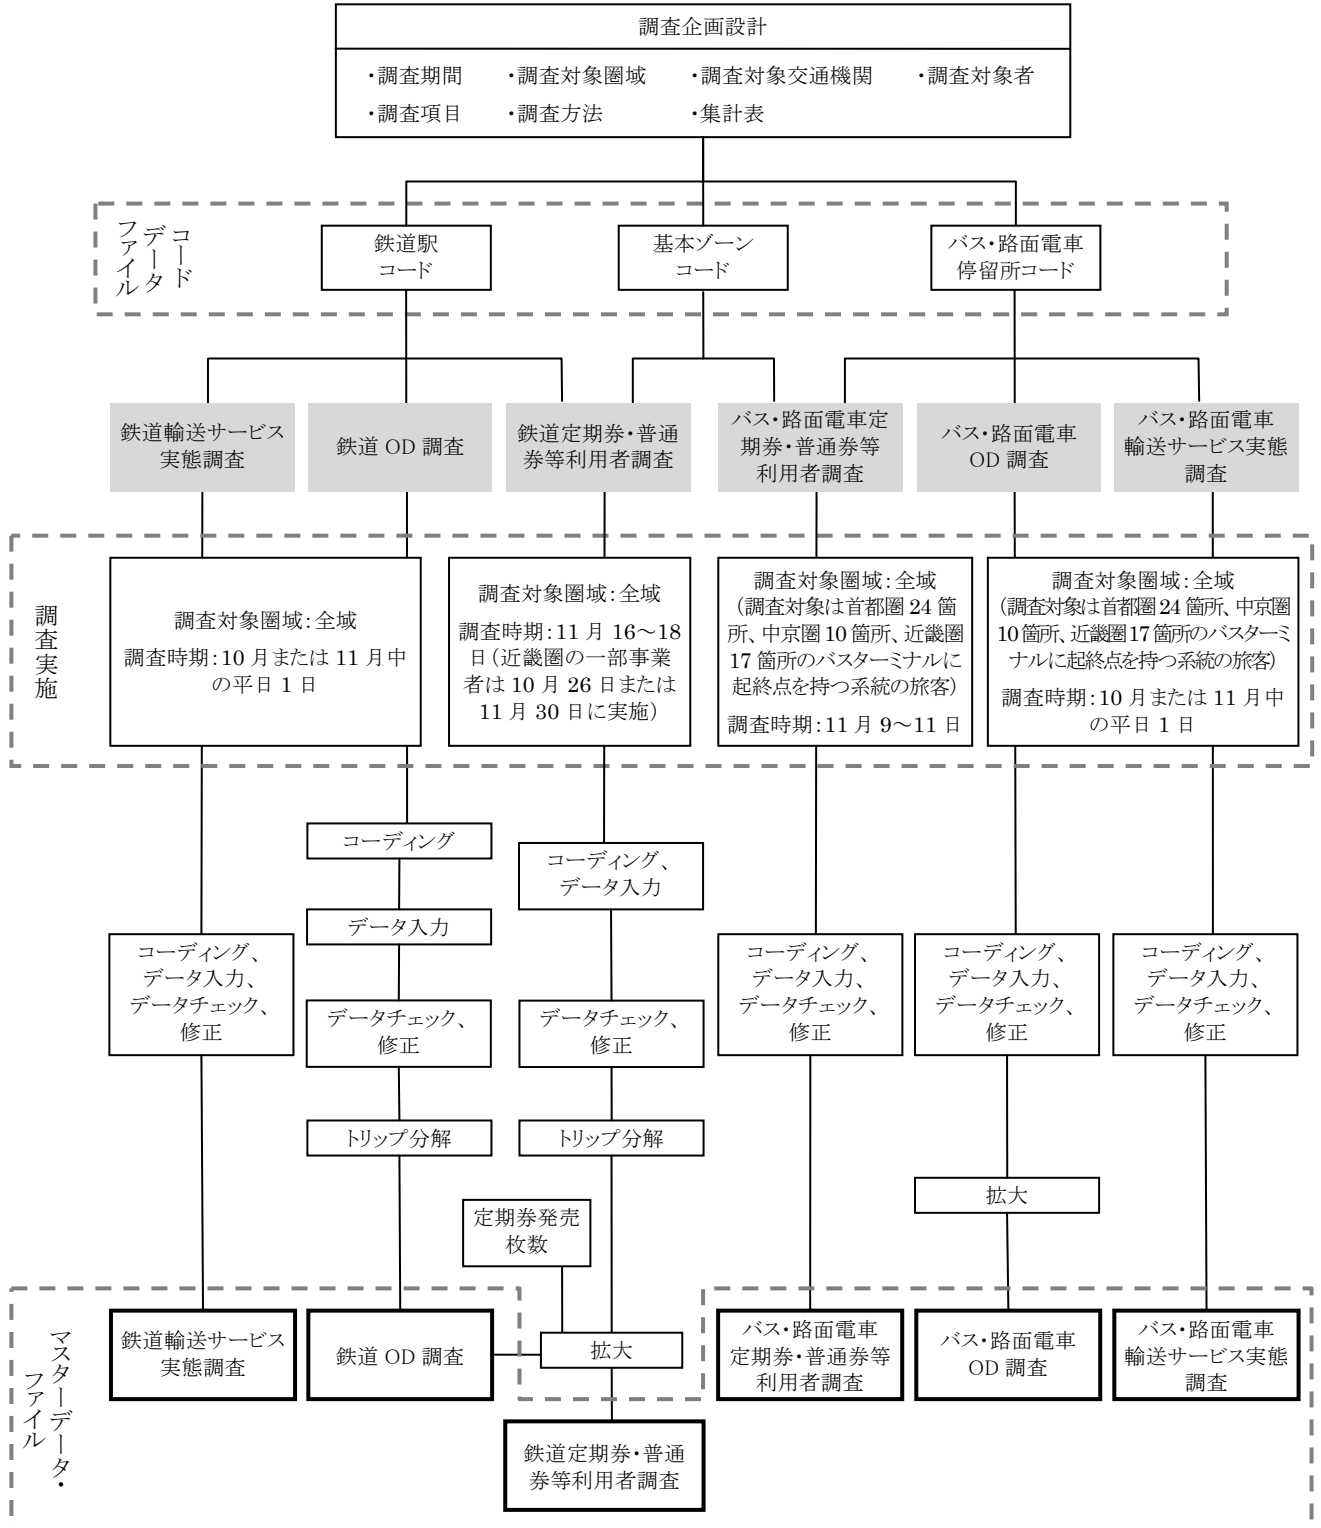 調査企画設計
・調査期間 ・調査対象圏域 ・調査対象交通機関 ・調査対象者
・調査項目 ・調査方法 ・集計表
コード
データ
ファイル
鉄道駅
コード
基本ゾーン
コード
バス・路面電車
停留所コード
鉄道輸送サービス
実態調査
鉄道 OD 調査
鉄道定期券・普通
券等利用者調査
バス・路面電車定
期券・普通券等
利用者調査
バス・路面電車
OD 調査
バス・路面電車
輸送サービス実態
調査
調査実施
調査対象圏域：全域
調査時期：10 月または 11 月中
の平日 1 日
調査対象圏域：全域
調査時期：11 月 16～18
日（近畿圏の一部事業
者は 10 月 26 日または
11 月 30 日に実施）
調査対象圏域：全域
（調査対象は首都圏 24 箇
所、中京圏 10 箇所、近畿圏
17 箇所のバスターミナルに
起終点を持つ系統の旅客）
調査時期：11 月 9～11 日
調査対象圏域：全域
（調査対象は首都圏 24 箇所、中京圏
10 箇所、近畿圏 17 箇所のバスターミ
ナルに起終点を持つ系統の旅客）
調査時期：10 月または 11 月中
の平日 1 日
コーディング、
データ入力、
データチェック、
修正
コーディング
データ入力
データチェック、
修正
トリップ分解
コーディング、
データ入力
データチェック、
修正
トリップ分解
コーディング、
データ入力、
データチェック、
修正
コーディング、
データ入力、
データチェック、
修正
拡大
コーディング、
データ入力、
データチェック、
修正
定期券発売
枚数
マスターデータ・
ファイル
鉄道輸送サービス
実態調査
鉄道 OD 調査
拡大
バス・路面電車
定期券・普通券等
利用者調査
バス・路面電車
OD 調査
バス・路面電車
輸送サービス実態
調査
鉄道定期券・普通
券等利用者調査